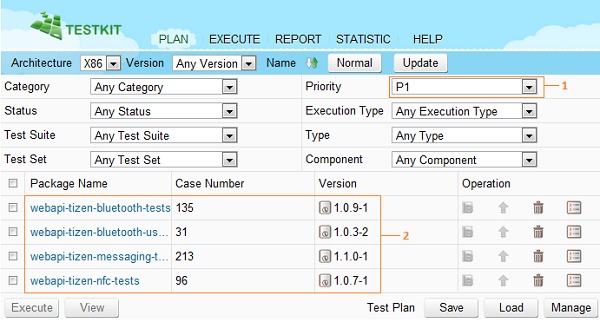 TESTKIT
PLAN EXECUTE REPORT STATISTIC HELP
Architecture X86 Version Any Version Name Normal Update
Category Any Category Priority P1 1
Status Any Status Execution Type Any Execution Type
Test Suite Any Test Suite Type Any Type
Test Set Any Test Set Component Any Component
Package Name Case Number Version Operation
webapi-tizen-bluetooth-tests 135 1.0.9-1
webapi-tizen-bluetooth-us... 31 1.0.3-2
2
webapi-tizen-messaging-t... 213 1.1.0-1
webapi-tizen-nfc-tests 96 1.0.7-1
Execute View Test Plan Save Load Manage